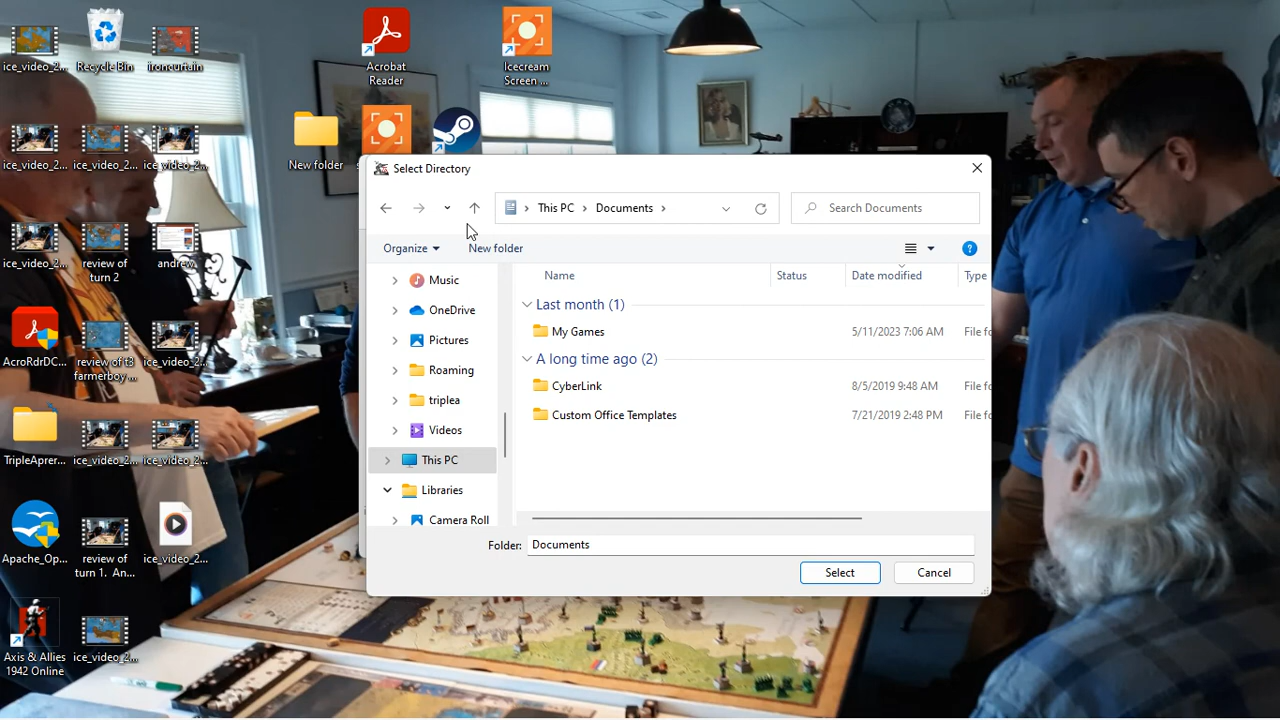 ice_video_2...
Recycle Bin
ironcurtain
Acrobat
Reader
Icecream
Screen ...
ice_video_2...
ice_video_2...
ice_video_2...
New folder
Select Directory
This PC
Documents
Search Documents
Organize
New folder
ice_video_2...
review of
turn 2
andrew
Music
OneDrive
Pictures
Roaming
triplea
Videos
This PC
Libraries
Camera Roll
Name
Status
Date modified
Type
Last month (1)
My Games
5/11/2023 7:06 AM
File fo
A long time ago (2)
CyberLink
8/5/2019 9:48 AM
File fo
Custom Office Templates
7/21/2019 2:48 PM
File fo
AcroRdrDC...
review of t3
farmerboy...
ice_video_2...
TripleApre...
ice_video_2...
ice_video_2...
Folder:
Documents
Select
Cancel
Apache_Op...
review of
turn 1. An...
ice_video_2...
Axis & Allies
1942 Online
ice_video_2...